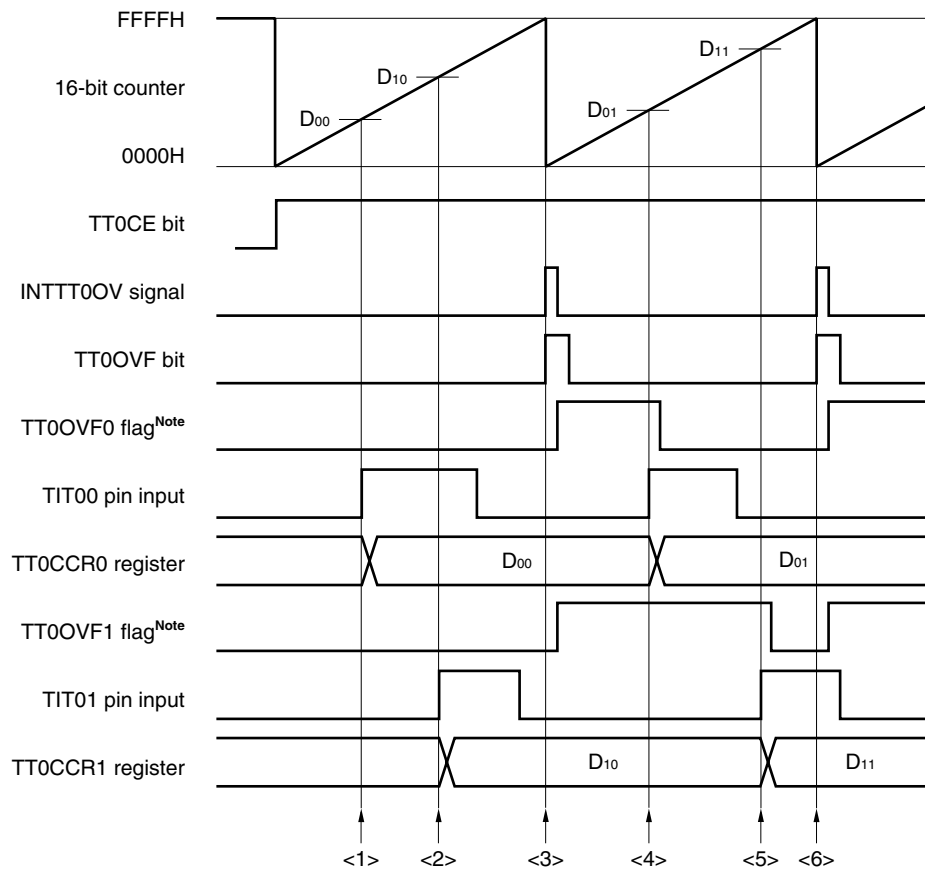 FFFFH
D₁₁
D₁₀
16-bit counter
D₀₁
D₀₀
0000H
TT0CE bit
INTTT0OV signal
TT0OVF bit
TT0OVF0 flagᴺᵒᵗᵉ
TIT00 pin input
TT0CCR0 register
D₀₀
D₀₁
TT0OVF1 flagᴺᵒᵗᵉ
TIT01 pin input
TT0CCR1 register
D₁₀
D₁₁
<1> <2> <3> <4> <5> <6>